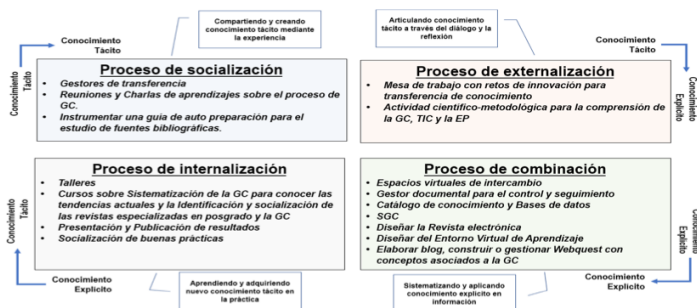 Compartiendo y creando
conocimiento tácito mediante
la experiencia
Articulando conocimiento
tácito a través del diálogo y la
reflexión
Conocimiento
Tácito
Conocimiento
Tácito
Conocimiento
Tácito
Proceso de socialización
• Gestores de transferencia
• Reuniones y Charlas de aprendizajes sobre el proceso de
GC.
• Instrumentar una guía de auto preparación para el
estudio de fuentes bibliográficas.
Proceso de externalización
• Mesa de trabajo con retos de innovación para
transferencia de conocimiento
• Actividad científico-metodológica para la comprensión de
la GC, TIC y la EP
Conocimiento
Explícito
Proceso de internalización
• Talleres
• Cursos sobre Sistematización de la GC para conocer las
tendencias actuales y la Identificación y socialización de
las revistas especializadas en posgrado y la GC
• Presentación y Publicación de resultados
• Socialización de buenas prácticas
Conocimiento
Tácito
Conocimiento
Explícito
Proceso de combinación
• Espacios virtuales de intercambio
• Gestor documental para el control y seguimiento
• Catálogo de conocimiento y Bases de datos
• SGC
• Diseñar la Revista electrónica
• Diseñar del Entorno Virtual de Aprendizaje
• Elaborar blog, construir o gestionar Webquest con
conceptos asociados a la GC
Conocimiento
Explícito
Conocimiento
Explícito
Aprendiendo y adquiriendo
nuevo conocimiento tácito en
la práctica
Sistematizando y aplicando
conocimiento explícito en
información